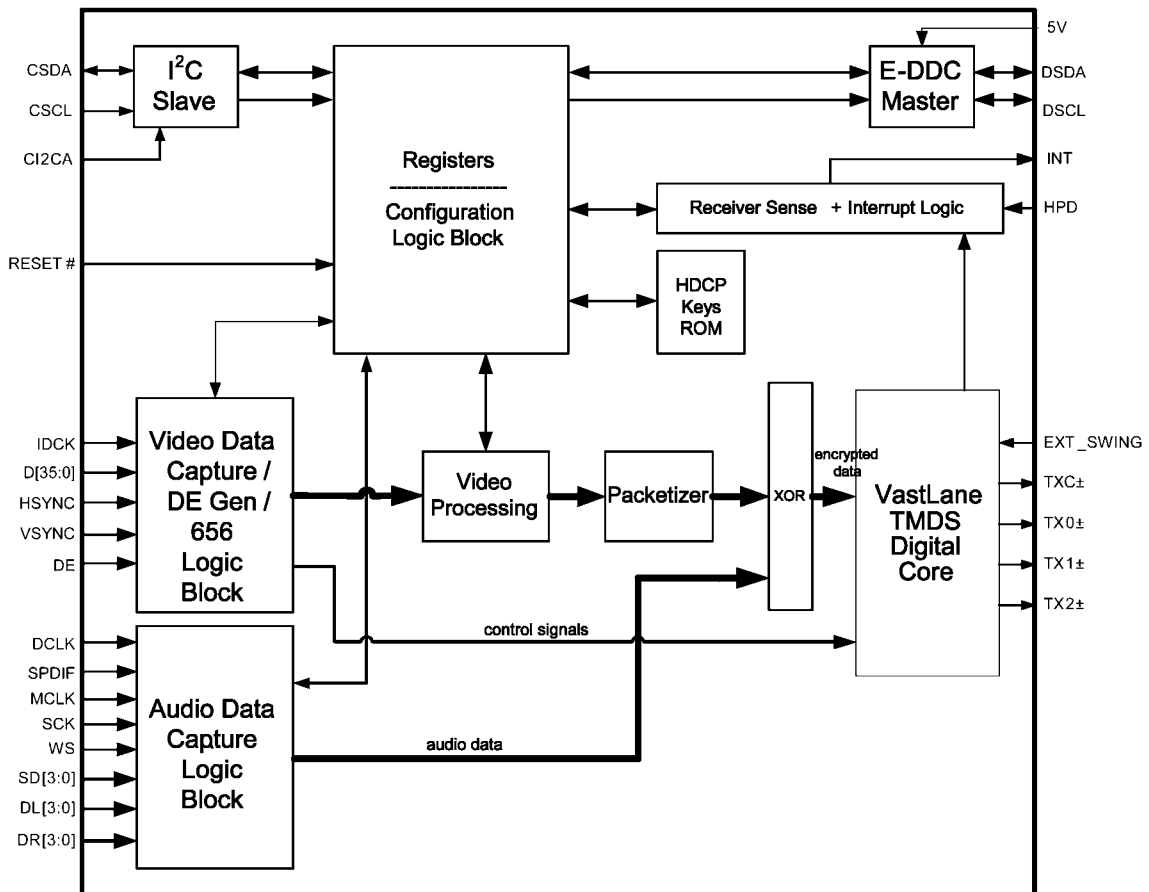 5V
CSDA
I²C
Slave
E-DDC
Master
DSDA
CSCL
DSCL
CI2CA
Registers
----------------
Configuration
Logic Block
INT
Receiver Sense + Interrupt Logic
HPD
RESET #
HDCP
Keys
ROM
IDCK
D[35:0]
HSYNC
VSYNC
DE
Video Data
Capture /
DE Gen /
656
Logic
Block
Video
Processing
Packetizer
XOR
encrypted
data
VastLane
TMDS
Digital
Core
EXT_SWING
TXC±
TX0±
TX1±
TX2±
control signals
DCLK
SPDIF
MCLK
SCK
WS
SD[3:0]
DL[3:0]
DR[3:0]
Audio Data
Capture
Logic
Block
audio data